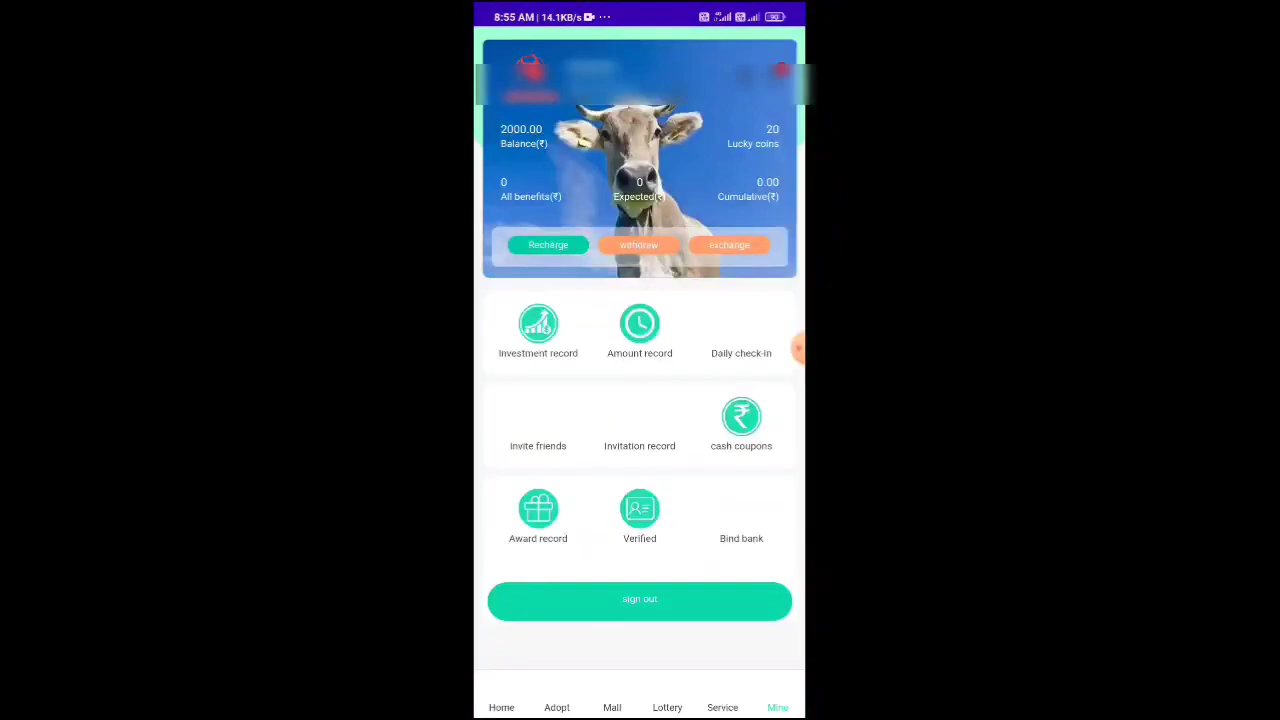 8:55 AM | 14.1KB/s ···
90
2000.00
Balance(₹)
20
Lucky coins
0
All benefits(₹)
0
Expected(₹)
0.00
Cumulative(₹)
Recharge
withdrew
exchange
Investment record
Amount record
Daily check-in
Invite friends
Invitation record
cash coupons
Award record
Verified
Bind bank
sign out
Home
Adopt
Mall
Lottery
Service
Mine